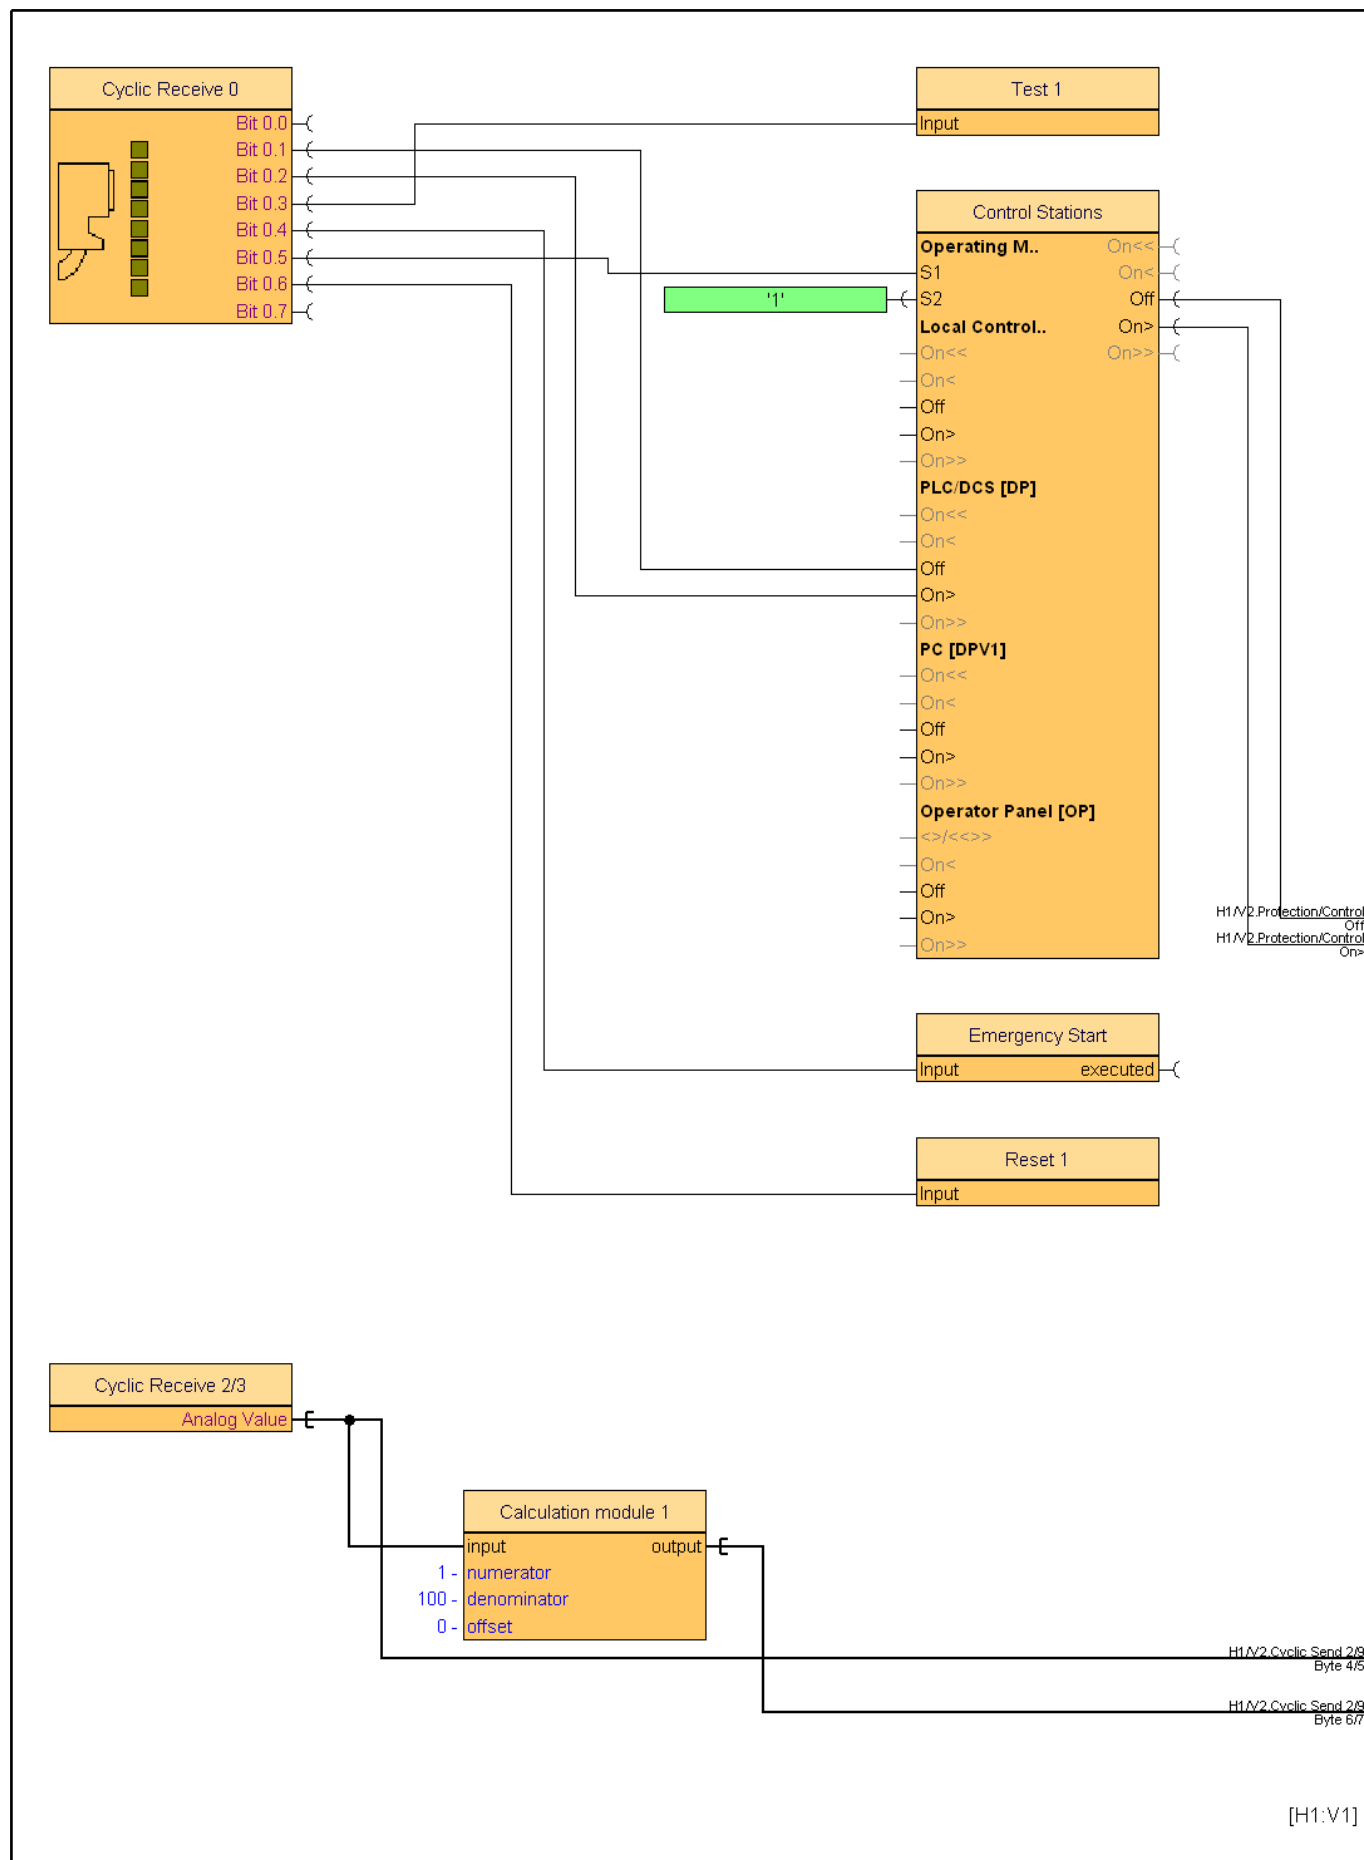 Cyclic Receive 0
Bit 0.0
Bit 0.1
Bit 0.2
Bit 0.3
Bit 0.4
Bit 0.5
Bit 0.6
Bit 0.7
Test 1
Input
Control Stations
Operating M.. On<<
S1 On<
'1'
S2 Off
Local Control.. On>
On<< On>>
On<
Off
On>
On>>
PLC/DCS [DP]
On<<
On<
Off
On>
On>>
PC [DPV1]
On<<
On<
Off
On>
On>>
Operator Panel [OP]
<>/<<>>
On<
Off
On>
On>>
H1/V2.Protection/Control
Off
H1/V2.Protection/Control
On>
Emergency Start
Input executed
Reset 1
Input
Cyclic Receive 2/3
Analog Value
Calculation module 1
input output
1 - numerator
100 - denominator
0 - offset
H1/V2.Cyclic Send 2/9
Byte 4/5
H1/V2.Cyclic Send 2/9
Byte 6/7
[H1:V1]